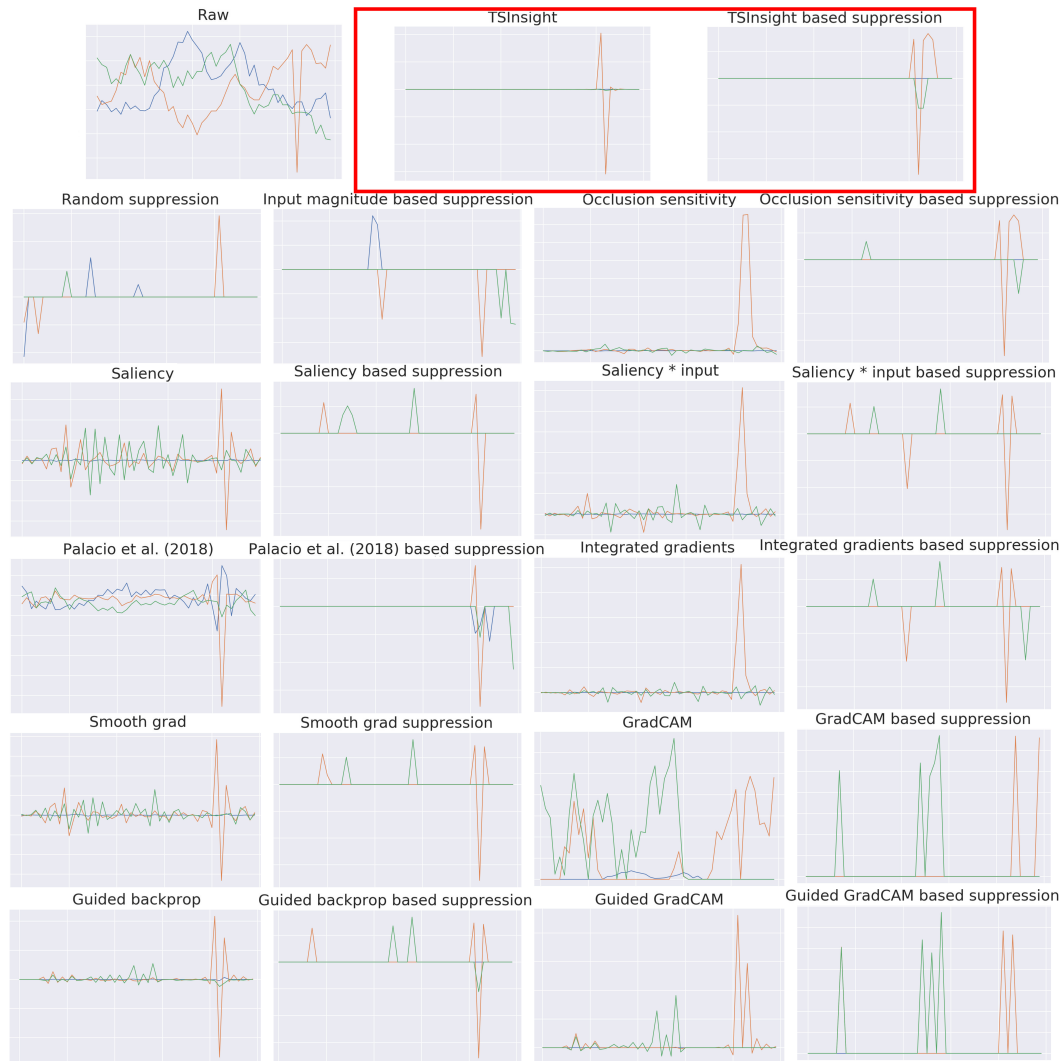 Raw
TSInsight
TSInsight based suppression
Random suppression
Input magnitude based suppression
Occlusion sensitivity
Occlusion sensitivity based suppression
Saliency
Saliency based suppression
Saliency * input
Saliency * input based suppression
Palacio et al. (2018)
Palacio et al. (2018) based suppression
Integrated gradients
Integrated gradients based suppression
Smooth grad
Smooth grad suppression
GradCAM
GradCAM based suppression
Guided backprop
Guided backprop based suppression
Guided GradCAM
Guided GradCAM based suppression